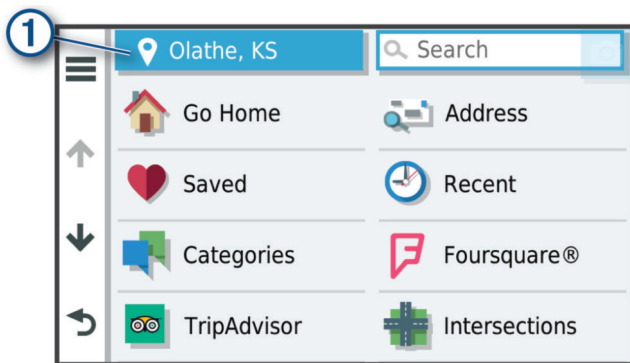 1
Olathe, KS
Search
Go Home
Address
Saved
Recent
Categories
Foursquare®
TripAdvisor
Intersections